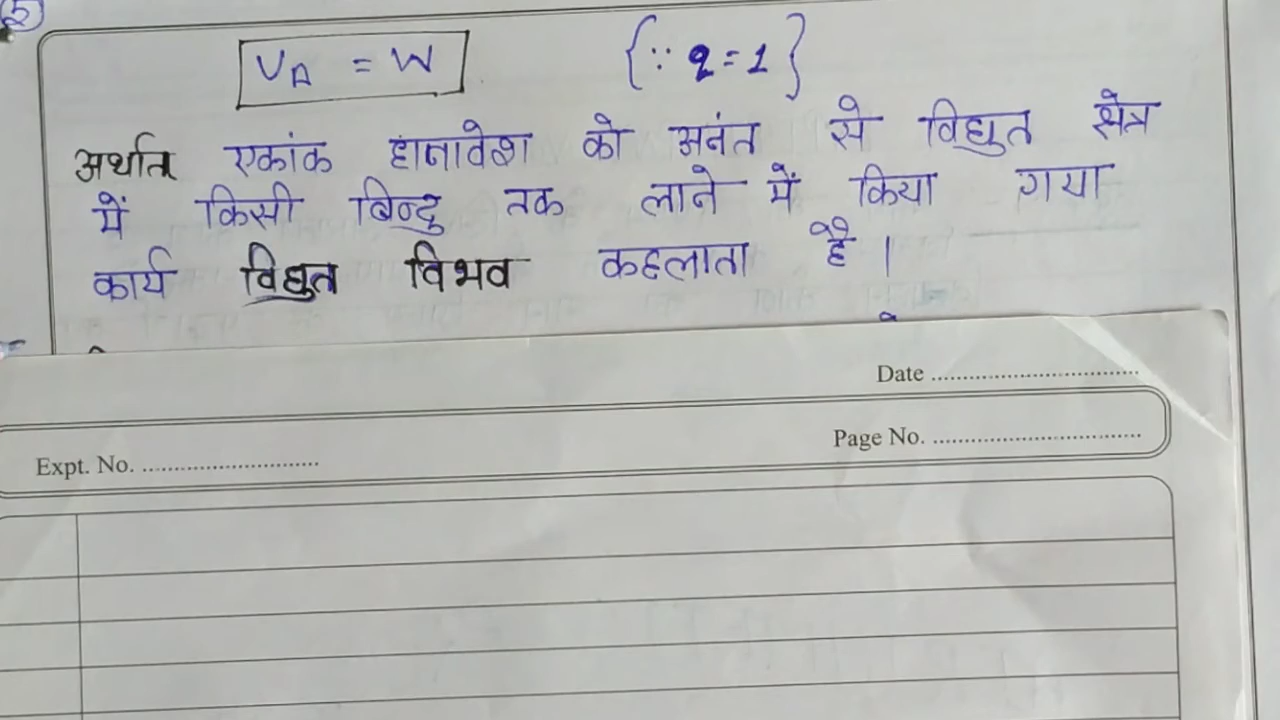 5
V_A = W {∵ q = 1}
अर्थात एकांक धनावेश को अनंत से विद्युत क्षेत्र
में किसी बिन्दु तक लाने में किया गया
कार्य विद्युत विभव कहलाता है।
Date ................................
Page No. ................................
Expt. No. ...........................